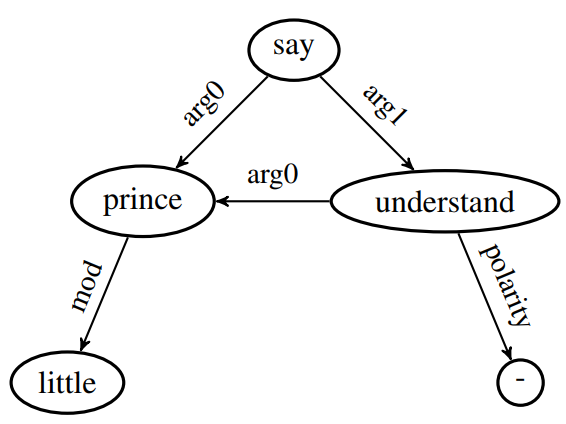 say
arg0
arg1
arg0
prince
understand
mod
polarity
little
-